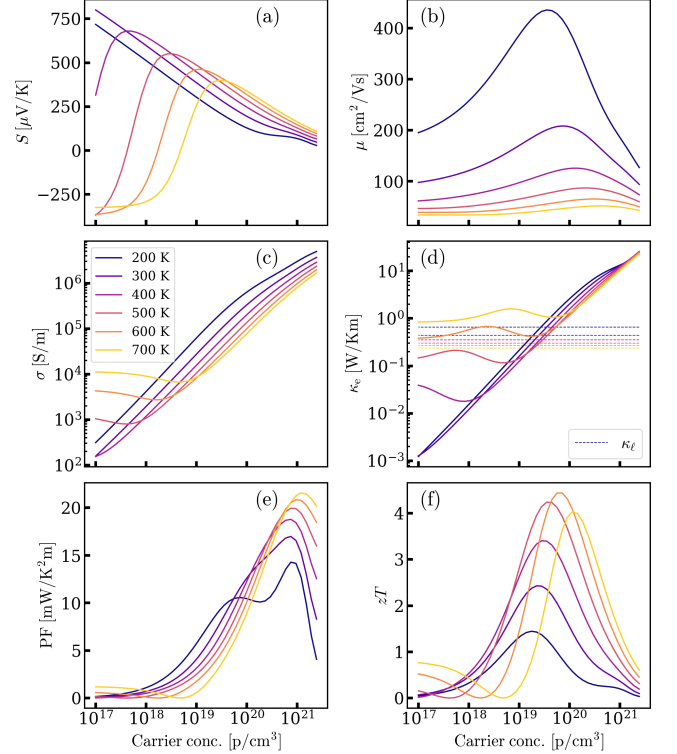 (a)
750
500
250
0
−250
S [μV/K]
(b)
400
300
200
100
μ [cm²/Vs]
(c)
10⁶
10⁵
10⁴
10³
10²
σ [S/m]
200 K
300 K
400 K
500 K
600 K
700 K
(d)
10¹
10⁰
10⁻¹
10⁻²
10⁻³
κₑ [W/Km]
κ_ℓ
(e)
20
15
10
5
0
PF [mW/K²m]
10¹⁷ 10¹⁸ 10¹⁹ 10²⁰ 10²¹
Carrier conc. [p/cm³]
(f)
4
3
2
1
0
zT
10¹⁷ 10¹⁸ 10¹⁹ 10²⁰ 10²¹
Carrier conc. [p/cm³]